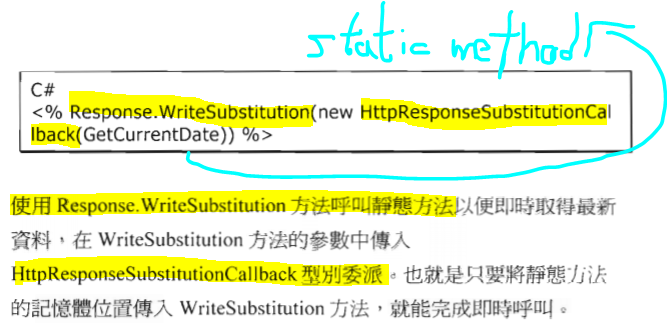 static method
C#
<% Response.WriteSubstitution(new HttpResponseSubstitutionCal
lback(GetCurrentDate)) %>
使用 Response.WriteSubstitution 方法呼叫靜態方法以便即時取得最新
資料，在 WriteSubstitution 方法的參數中傳入
HttpResponseSubstitutionCallback 型別委派。也就是只要將靜態方法
的記憶體位置傳入 WriteSubstitution 方法，就能完成即時呼叫。